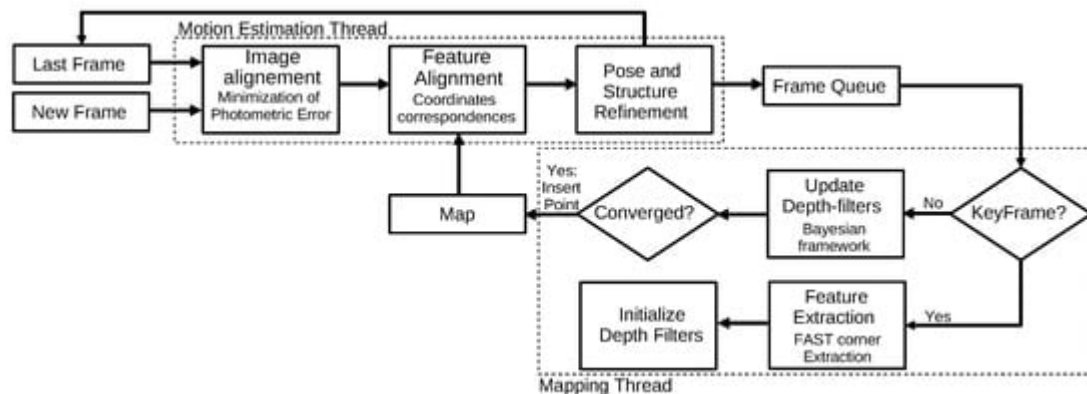 Motion Estimation Thread
Last Frame
New Frame
Image
alignement
Minimization of
Photometric Error
Feature
Alignment
Coordinates
correspondences
Pose and
Structure
Refinement
Frame Queue
Map
Yes:
Insert
Point
Converged?
Update
Depth-filters
Bayesian
framework
No
KeyFrame?
Initialize
Depth Filters
Feature
Extraction
FAST corner
Extraction
Yes
Mapping Thread